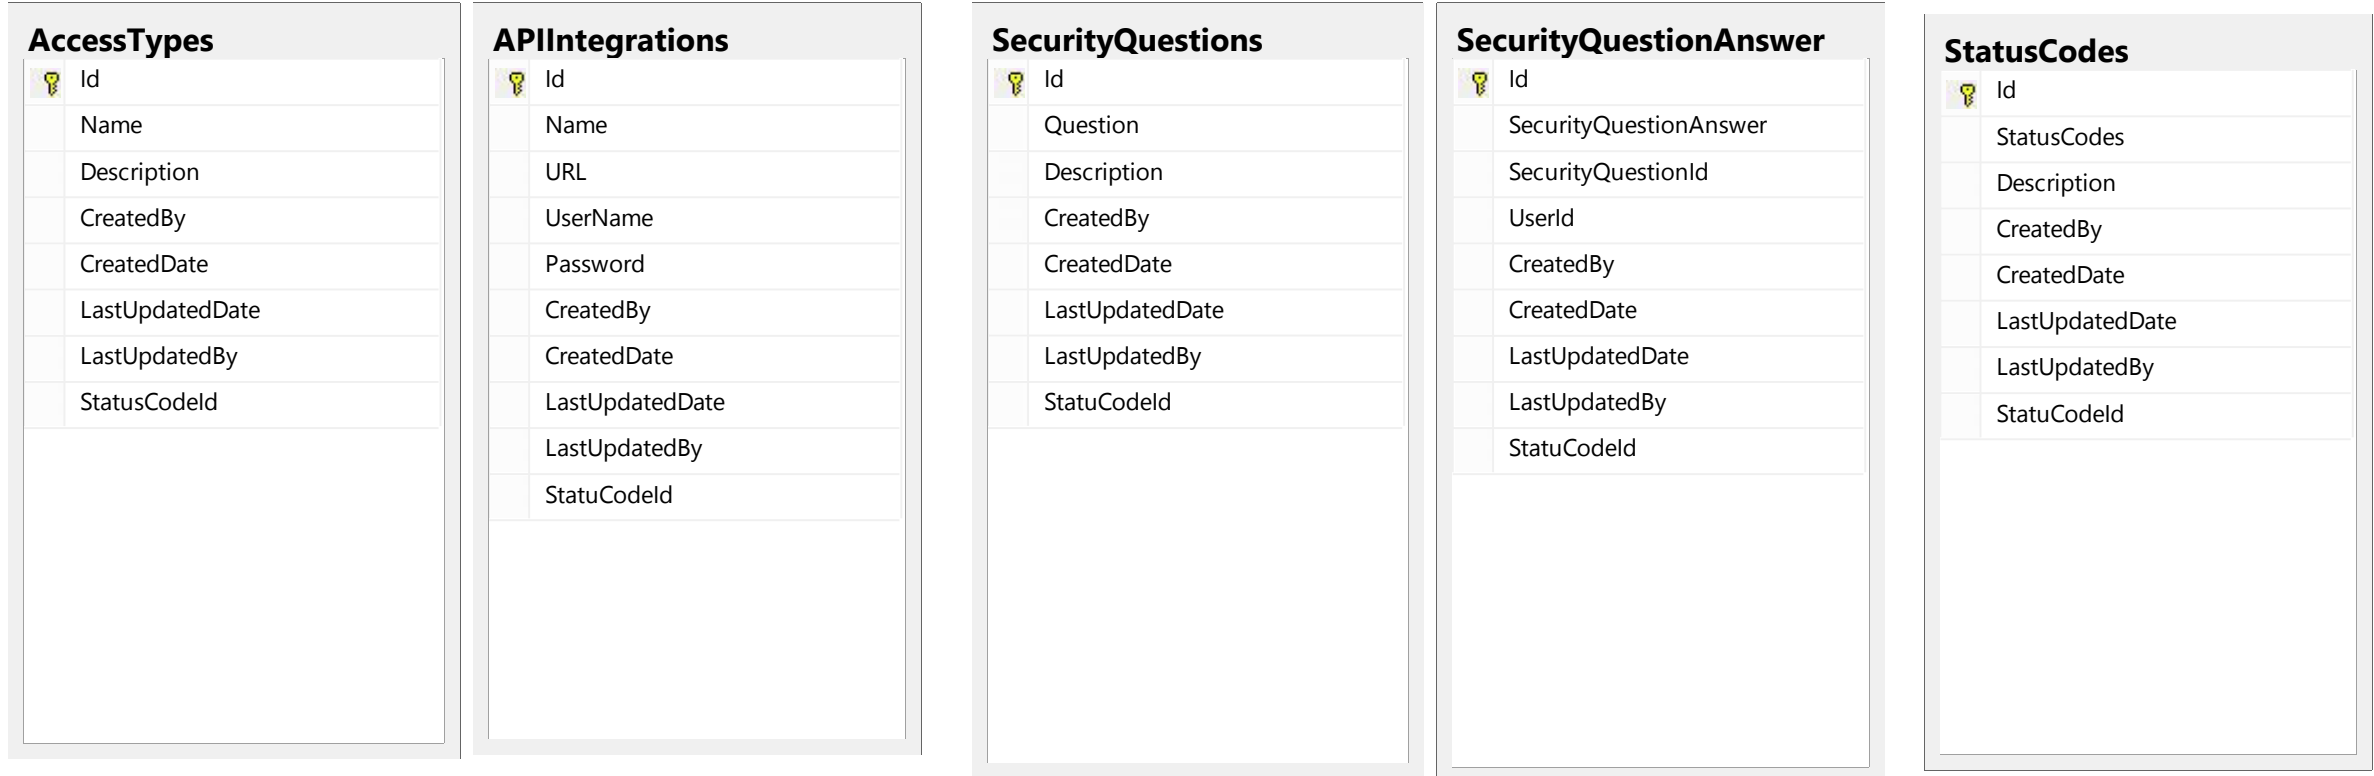 AccessTypes
Id
Name
Description
CreatedBy
CreatedDate
LastUpdatedDate
LastUpdatedBy
StatusCodeId
APIIntegrations
Id
Name
URL
UserName
Password
CreatedBy
CreatedDate
LastUpdatedDate
LastUpdatedBy
StatuCodeId
SecurityQuestions
Id
Question
Description
CreatedBy
CreatedDate
LastUpdatedDate
LastUpdatedBy
StatuCodeId
SecurityQuestionAnswer
Id
SecurityQuestionAnswer
SecurityQuestionId
UserId
CreatedBy
CreatedDate
LastUpdatedDate
LastUpdatedBy
StatuCodeId
StatusCodes
Id
StatusCodes
Description
CreatedBy
CreatedDate
LastUpdatedDate
LastUpdatedBy
StatuCodeId